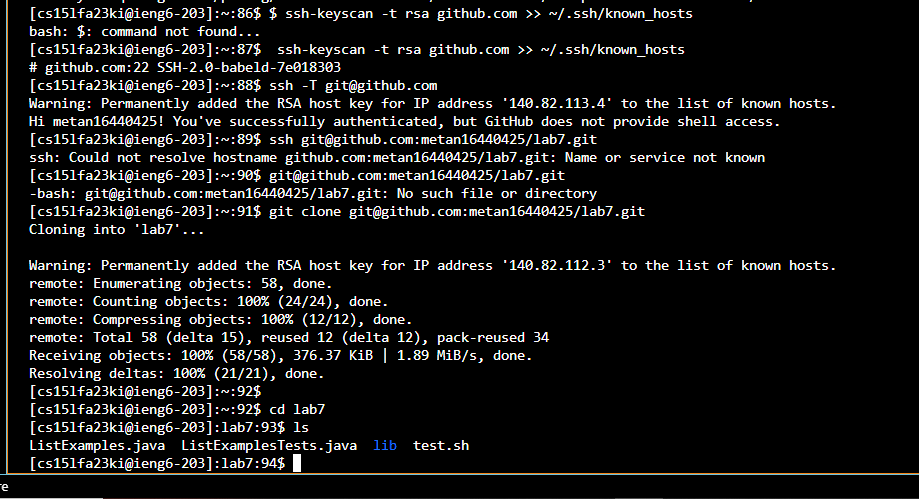 [cs15lfa23ki@ieng6-203]:~:86$ $ ssh-keyscan -t rsa github.com >> ~/.ssh/known_hosts
bash: $: command not found...
[cs15lfa23ki@ieng6-203]:~:87$  ssh-keyscan -t rsa github.com >> ~/.ssh/known_hosts
# github.com:22 SSH-2.0-babeld-7e018303
[cs15lfa23ki@ieng6-203]:~:88$ ssh -T git@github.com
Warning: Permanently added the RSA host key for IP address '140.82.113.4' to the list of known hosts.
Hi metan16440425! You've successfully authenticated, but GitHub does not provide shell access.
[cs15lfa23ki@ieng6-203]:~:89$ ssh git@github.com:metan16440425/lab7.git
ssh: Could not resolve hostname github.com:metan16440425/lab7.git: Name or service not known
[cs15lfa23ki@ieng6-203]:~:90$ git@github.com:metan16440425/lab7.git
-bash: git@github.com:metan16440425/lab7.git: No such file or directory
[cs15lfa23ki@ieng6-203]:~:91$ git clone git@github.com:metan16440425/lab7.git
Cloning into 'lab7'...
Warning: Permanently added the RSA host key for IP address '140.82.112.3' to the list of known hosts.
remote: Enumerating objects: 58, done.
remote: Counting objects: 100% (24/24), done.
remote: Compressing objects: 100% (12/12), done.
remote: Total 58 (delta 15), reused 12 (delta 12), pack-reused 34
Receiving objects: 100% (58/58), 376.37 KiB | 1.89 MiB/s, done.
Resolving deltas: 100% (21/21), done.
[cs15lfa23ki@ieng6-203]:~:92$
[cs15lfa23ki@ieng6-203]:~:92$ cd lab7
[cs15lfa23ki@ieng6-203]:lab7:93$ ls
ListExamples.java  ListExamplesTests.java  lib  test.sh
[cs15lfa23ki@ieng6-203]:lab7:94$
re